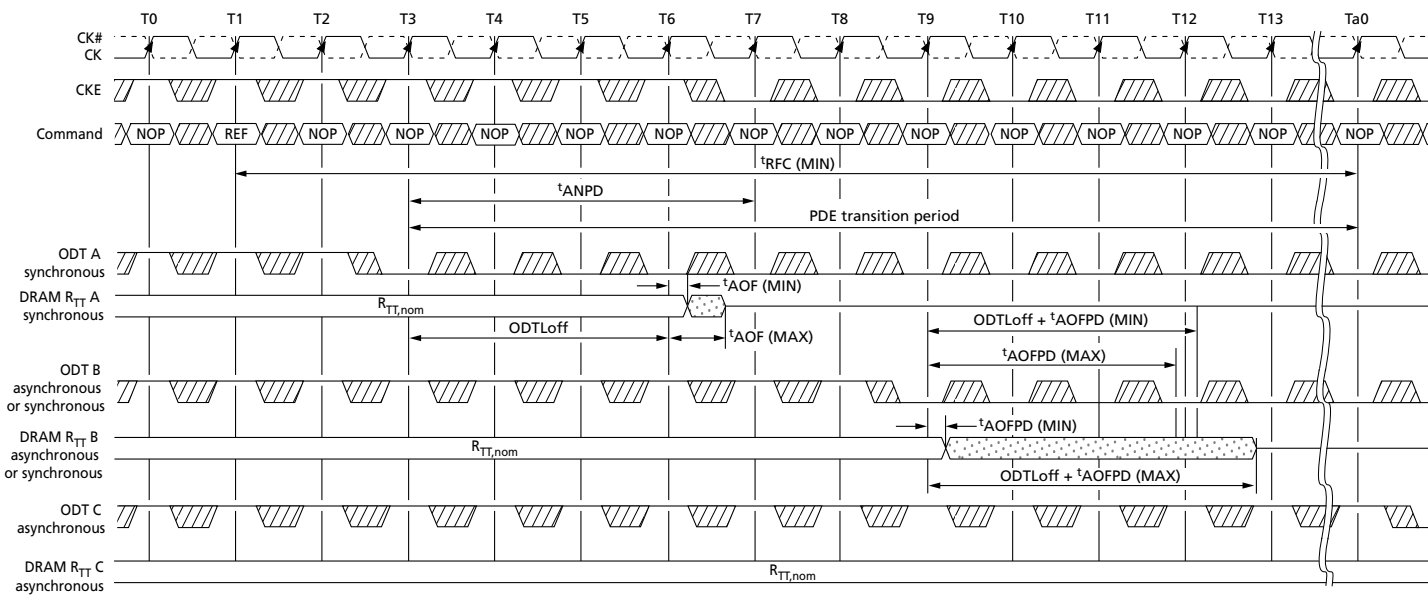 T0 T1 T2 T3 T4 T5 T6 T7 T8 T9 T10 T11 T12 T13 Ta0
CK#
CK
CKE
Command NOP REF NOP NOP NOP NOP NOP NOP NOP NOP NOP NOP NOP NOP NOP
tRFC (MIN)
tANPD
PDE transition period
ODT A
synchronous
tAOF (MIN)
DRAM RTT A
synchronous
RTT,nom
ODTLoff
tAOF (MAX)
ODTLoff + tAOFPD (MIN)
tAOFPD (MAX)
ODT B
asynchronous
or synchronous
tAOFPD (MIN)
DRAM RTT B
asynchronous
or synchronous
RTT,nom
ODTLoff + tAOFPD (MAX)
ODT C
asynchronous
DRAM RTT C
asynchronous
RTT,nom